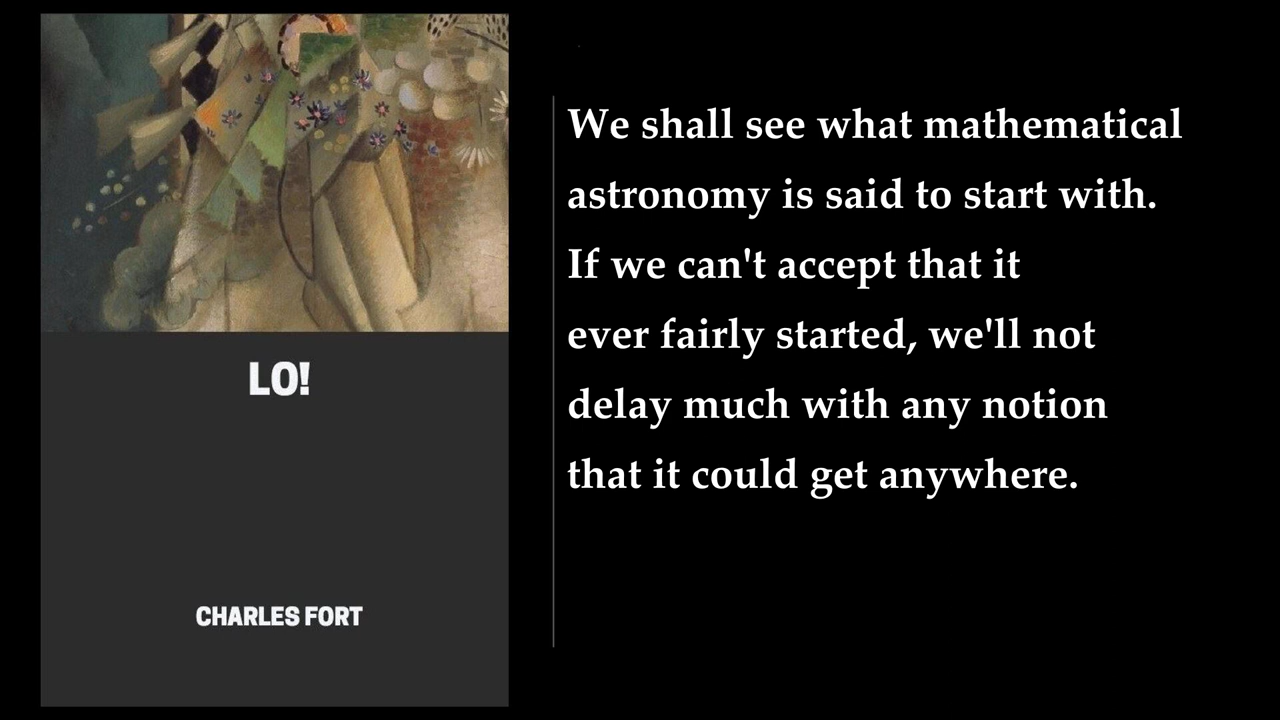 LO!
CHARLES FORT
We shall see what mathematical
astronomy is said to start with.
If we can't accept that it
ever fairly started, we'll not
delay much with any notion
that it could get anywhere.